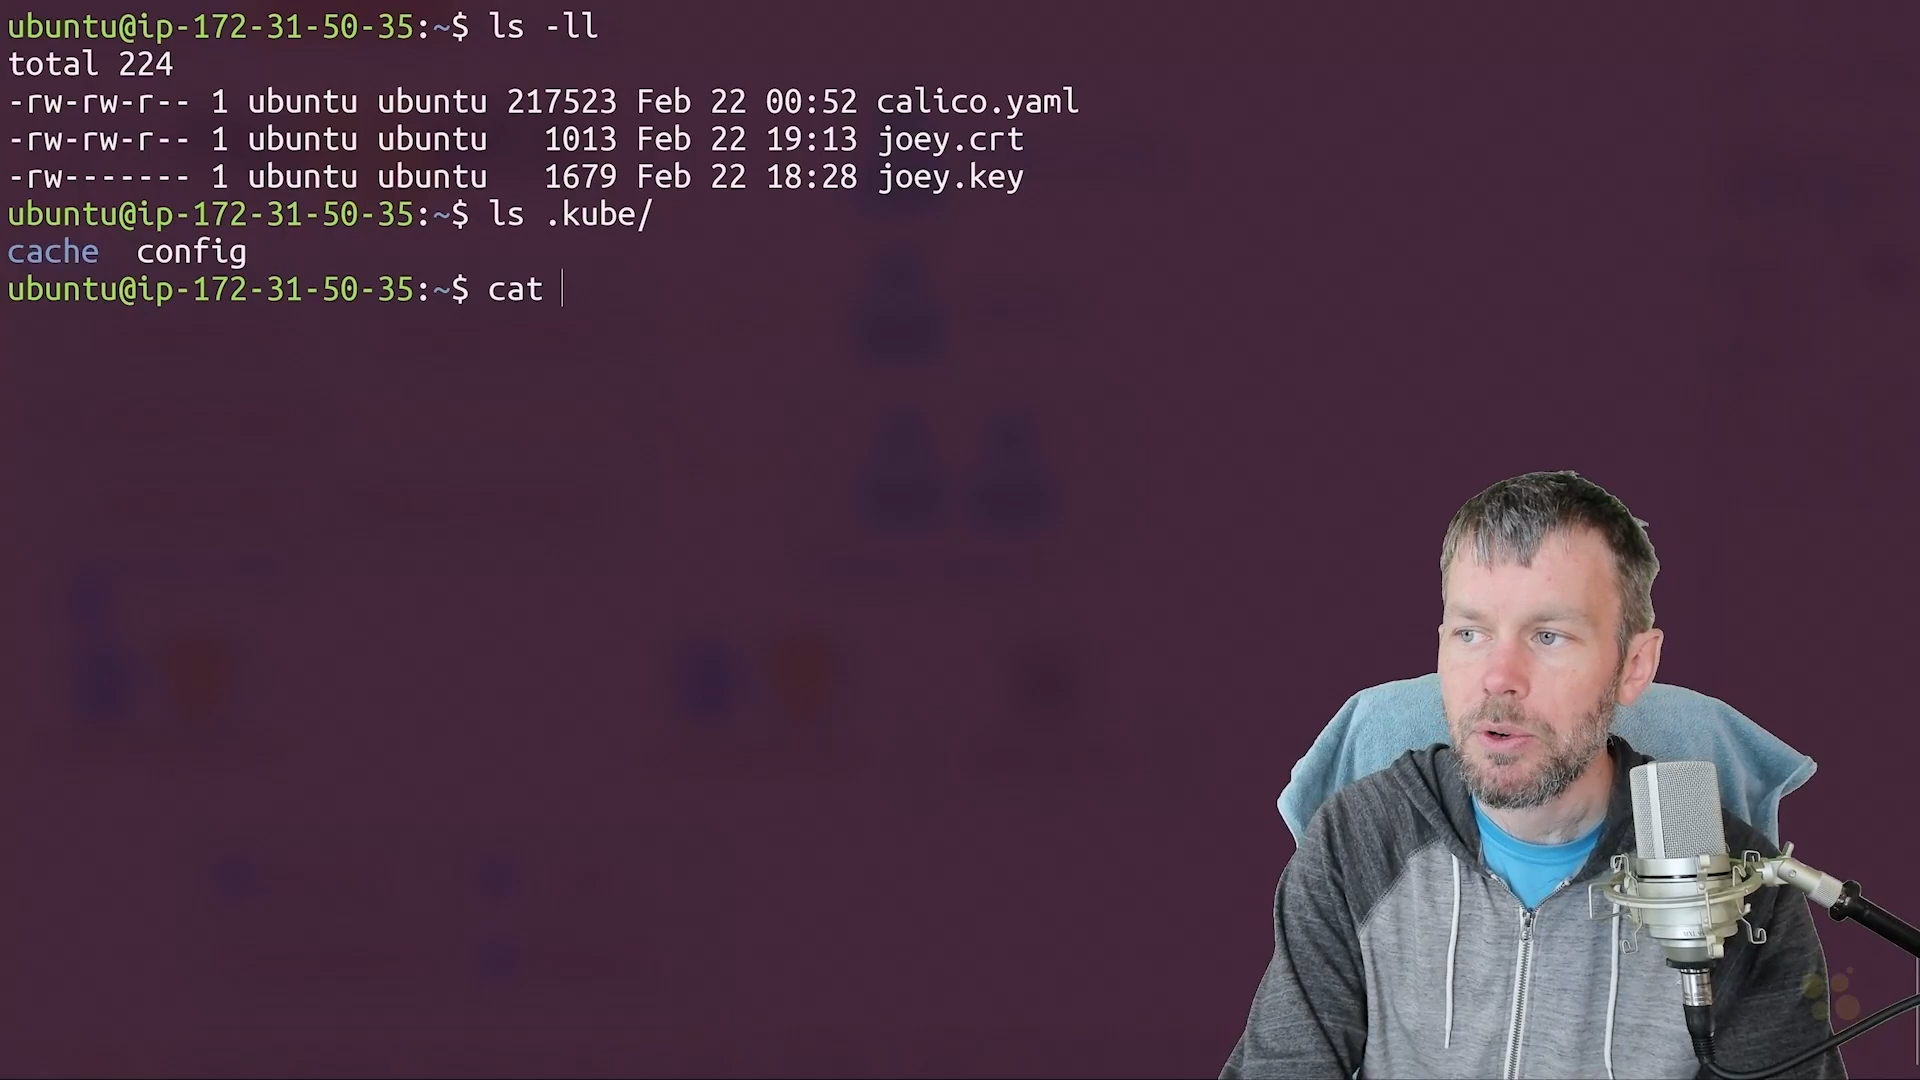 ubuntu@ip-172-31-50-35:~$ ls -ll
total 224
-rw-rw-r-- 1 ubuntu ubuntu 217523 Feb 22 00:52 calico.yaml
-rw-rw-r-- 1 ubuntu ubuntu   1013 Feb 22 19:13 joey.crt
-rw------- 1 ubuntu ubuntu   1679 Feb 22 18:28 joey.key
ubuntu@ip-172-31-50-35:~$ ls .kube/
cache  config
ubuntu@ip-172-31-50-35:~$ cat